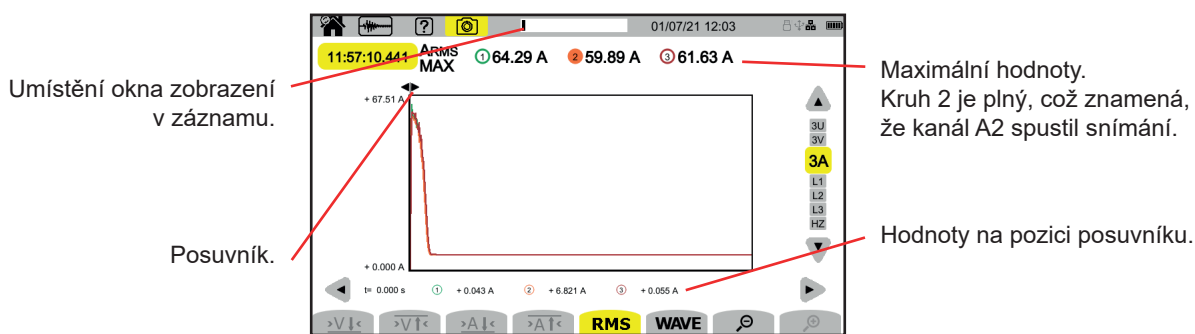 ? 01/07/21 12:03
11:57:10.441 ARMS MAX 1 64.29 A 2 59.89 A 3 61.63 A
Umístění okna zobrazení
v záznamu.
Maximální hodnoty.
Kruh 2 je plný, což znamená,
že kanál A2 spustil snímání.
+ 67.51 A
3U
3V
3A
L1
L2
L3
HZ
Posuvník.
Hodnoty na pozici posuvníku.
+ 0.000 A
t= 0.000 s 1 + 0.043 A 2 + 6.821 A 3 + 0.055 A
>V↓< >V↑< >A↓< >A↑< RMS WAVE